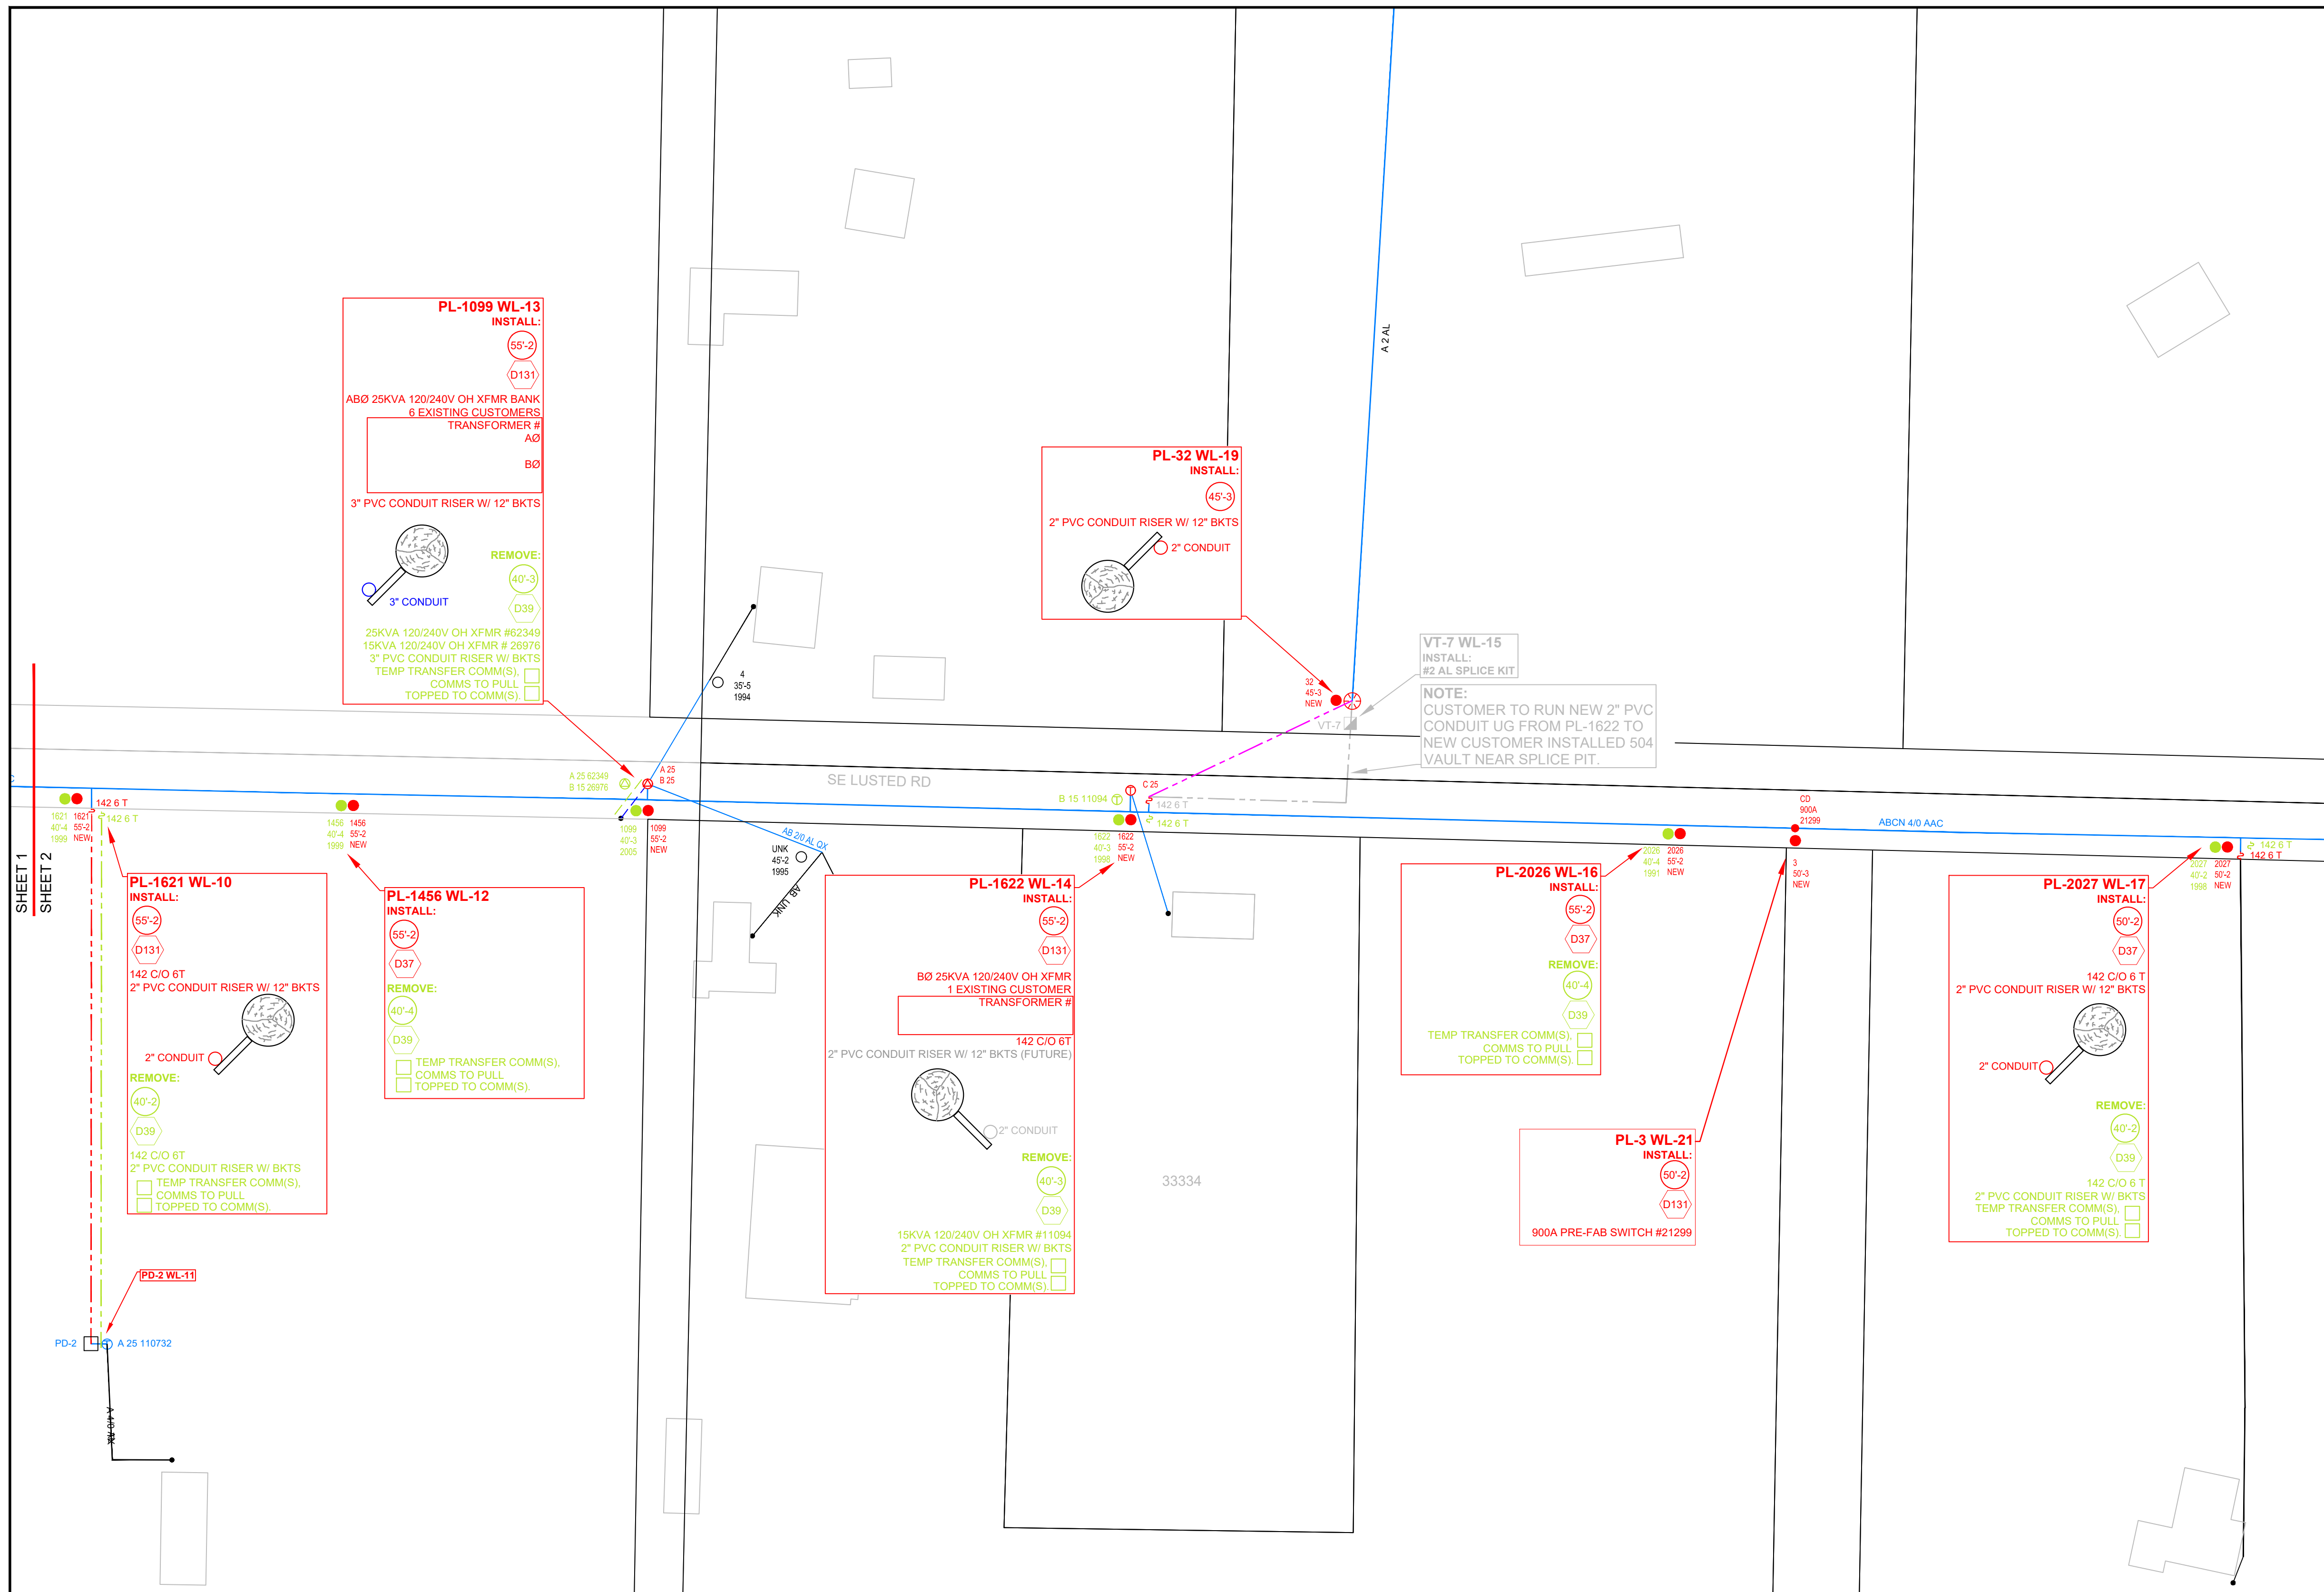 A 2 AL
PL-1099 WL-13
INSTALL:
55'-2
D131
ABØ 25KVA 120/240V OH XFMR BANK
6 EXISTING CUSTOMERS
TRANSFORMER #
AØ
BØ
3" PVC CONDUIT RISER W/ 12" BKTS
REMOVE:
40'-3
3" CONDUIT
D39
25KVA 120/240V OH XFMR #62349
15KVA 120/240V OH XFMR # 26976
3" PVC CONDUIT RISER W/ BKTS
TEMP TRANSFER COMM(S),
COMMS TO PULL
TOPPED TO COMM(S).
PL-32 WL-19
INSTALL:
45'-3
2" PVC CONDUIT RISER W/ 12" BKTS
2" CONDUIT
VT-7 WL-15
INSTALL:
#2 AL SPLICE KIT
NOTE:
CUSTOMER TO RUN NEW 2" PVC
CONDUIT UG FROM PL-1622 TO
NEW CUSTOMER INSTALLED 504
VAULT NEAR SPLICE PIT.
4
35'-5
1994
32
45'-3
NEW
VT-7
SE LUSTED RD
A 25 62349
B 15 26976
A 25
B 25
B 15 11094
C 25
142 6 T
142 6 T
CD
900A
21299
ABCN 4/0 AAC
C
142 6 T
142 6 T
1621
40'-4
1999
1621
55'-2
NEW
1456
40'-4
1999
1456
55'-2
NEW
1099
40'-3
2005
1099
55'-2
NEW
AB 2/0 AL QX
UNK
45'-2
1995
AB UNK
1622
40'-3
1998
1622
55'-2
NEW
2026
40'-4
1991
2026
55'-2
NEW
3
50'-3
NEW
2027
40'-2
1998
2027
50'-2
NEW
142 6 T
142 6 T
SHEET 1
SHEET 2
PL-1621 WL-10
INSTALL:
55'-2
D131
142 C/O 6T
2" PVC CONDUIT RISER W/ 12" BKTS
2" CONDUIT
REMOVE:
40'-2
D39
142 C/O 6T
2" PVC CONDUIT RISER W/ BKTS
TEMP TRANSFER COMM(S),
COMMS TO PULL
TOPPED TO COMM(S).
PL-1456 WL-12
INSTALL:
55'-2
D37
REMOVE:
40'-4
D39
TEMP TRANSFER COMM(S),
COMMS TO PULL
TOPPED TO COMM(S).
PL-1622 WL-14
INSTALL:
55'-2
D131
BØ 25KVA 120/240V OH XFMR
1 EXISTING CUSTOMER
TRANSFORMER #
142 C/O 6T
2" PVC CONDUIT RISER W/ 12" BKTS (FUTURE)
2" CONDUIT
REMOVE:
40'-3
D39
15KVA 120/240V OH XFMR #11094
2" PVC CONDUIT RISER W/ BKTS
TEMP TRANSFER COMM(S),
COMMS TO PULL
TOPPED TO COMM(S).
33334
PL-2026 WL-16
INSTALL:
55'-2
D37
REMOVE:
40'-4
D39
TEMP TRANSFER COMM(S),
COMMS TO PULL
TOPPED TO COMM(S).
PL-3 WL-21
INSTALL:
50'-2
D131
900A PRE-FAB SWITCH #21299
PL-2027 WL-17
INSTALL:
50'-2
D37
142 C/O 6 T
2" PVC CONDUIT RISER W/ 12" BKTS
2" CONDUIT
REMOVE:
40'-2
D39
142 C/O 6 T
2" PVC CONDUIT RISER W/ BKTS
TEMP TRANSFER COMM(S),
COMMS TO PULL
TOPPED TO COMM(S).
PD-2 WL-11
PD-2
A 25 110732
A 4/0